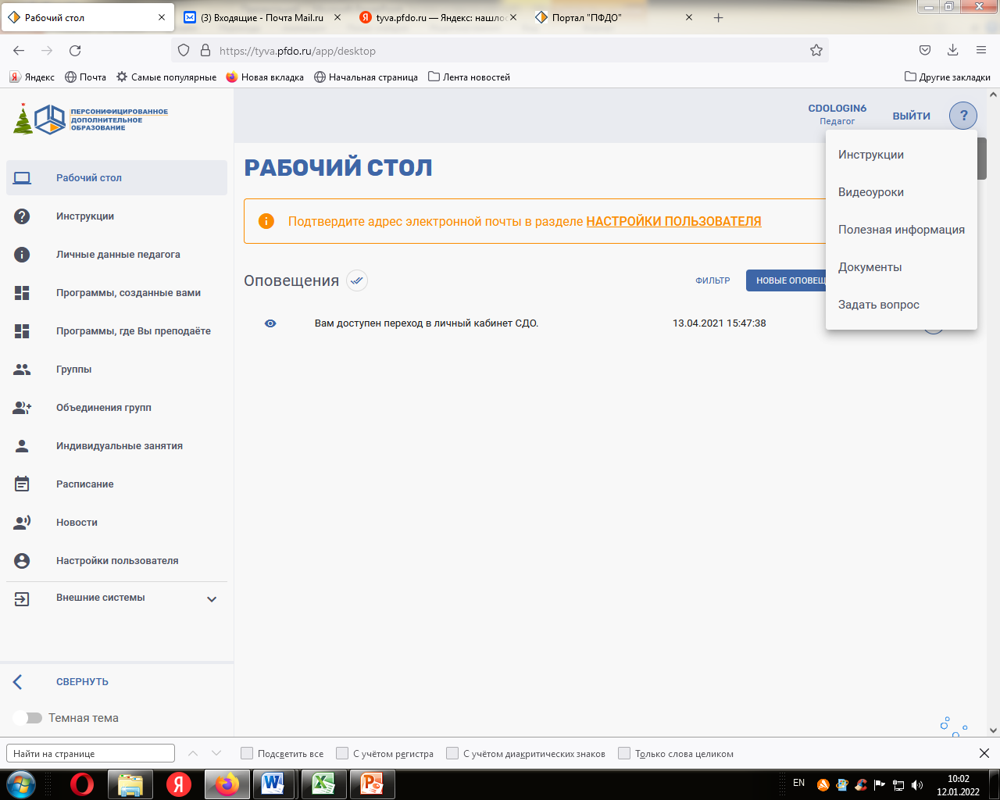 Рабочий стол
(3) Входящие - Почта Mail.ru
tyva.pfdo.ru — Яндекс: нашлос
Портал "ПФДО"
https://tyva.pfdo.ru/app/desktop
Яндекс
Почта
Самые популярные
Новая вкладка
Начальная страница
Лента новостей
Другие закладки
ПЕРСОНИФИЦИРОВАННОЕ
ДОПОЛНИТЕЛЬНОЕ
ОБРАЗОВАНИЕ
CDOLOGIN6
Педагог
ВЫЙТИ
?
Инструкции
Видеоуроки
Полезная информация
Документы
Задать вопрос
Рабочий стол
Инструкции
Личные данные педагога
Программы, созданные вами
Программы, где Вы преподаёте
Группы
Объединения групп
Индивидуальные занятия
Расписание
Новости
Настройки пользователя
Внешние системы
СВЕРНУТЬ
Темная тема
РАБОЧИЙ СТОЛ
Подтвердите адрес электронной почты в разделе НАСТРОЙКИ ПОЛЬЗОВАТЕЛЯ
Оповещения
ФИЛЬТР
НОВЫЕ ОПОВЕЩ
Вам доступен переход в личный кабинет СДО.
13.04.2021 15:47:38
Найти на странице
Подсветить все
С учётом регистра
С учётом диакритических знаков
Только слова целиком
EN
10:02
12.01.2022